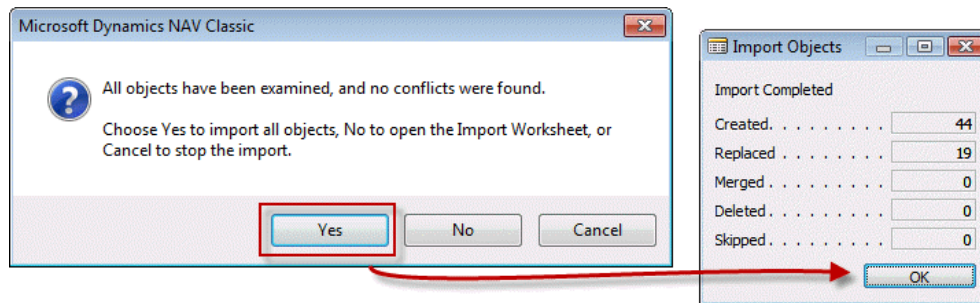 Microsoft Dynamics NAV Classic
All objects have been examined, and no conflicts were found.
Choose Yes to import all objects, No to open the Import Worksheet, or
Cancel to stop the import.
Yes
No
Cancel
Import Objects
Import Completed
Created. . . . . . . . . 44
Replaced . . . . . . . . 19
Merged . . . . . . . . . 0
Deleted. . . . . . . . . 0
Skipped. . . . . . . . . 0
OK